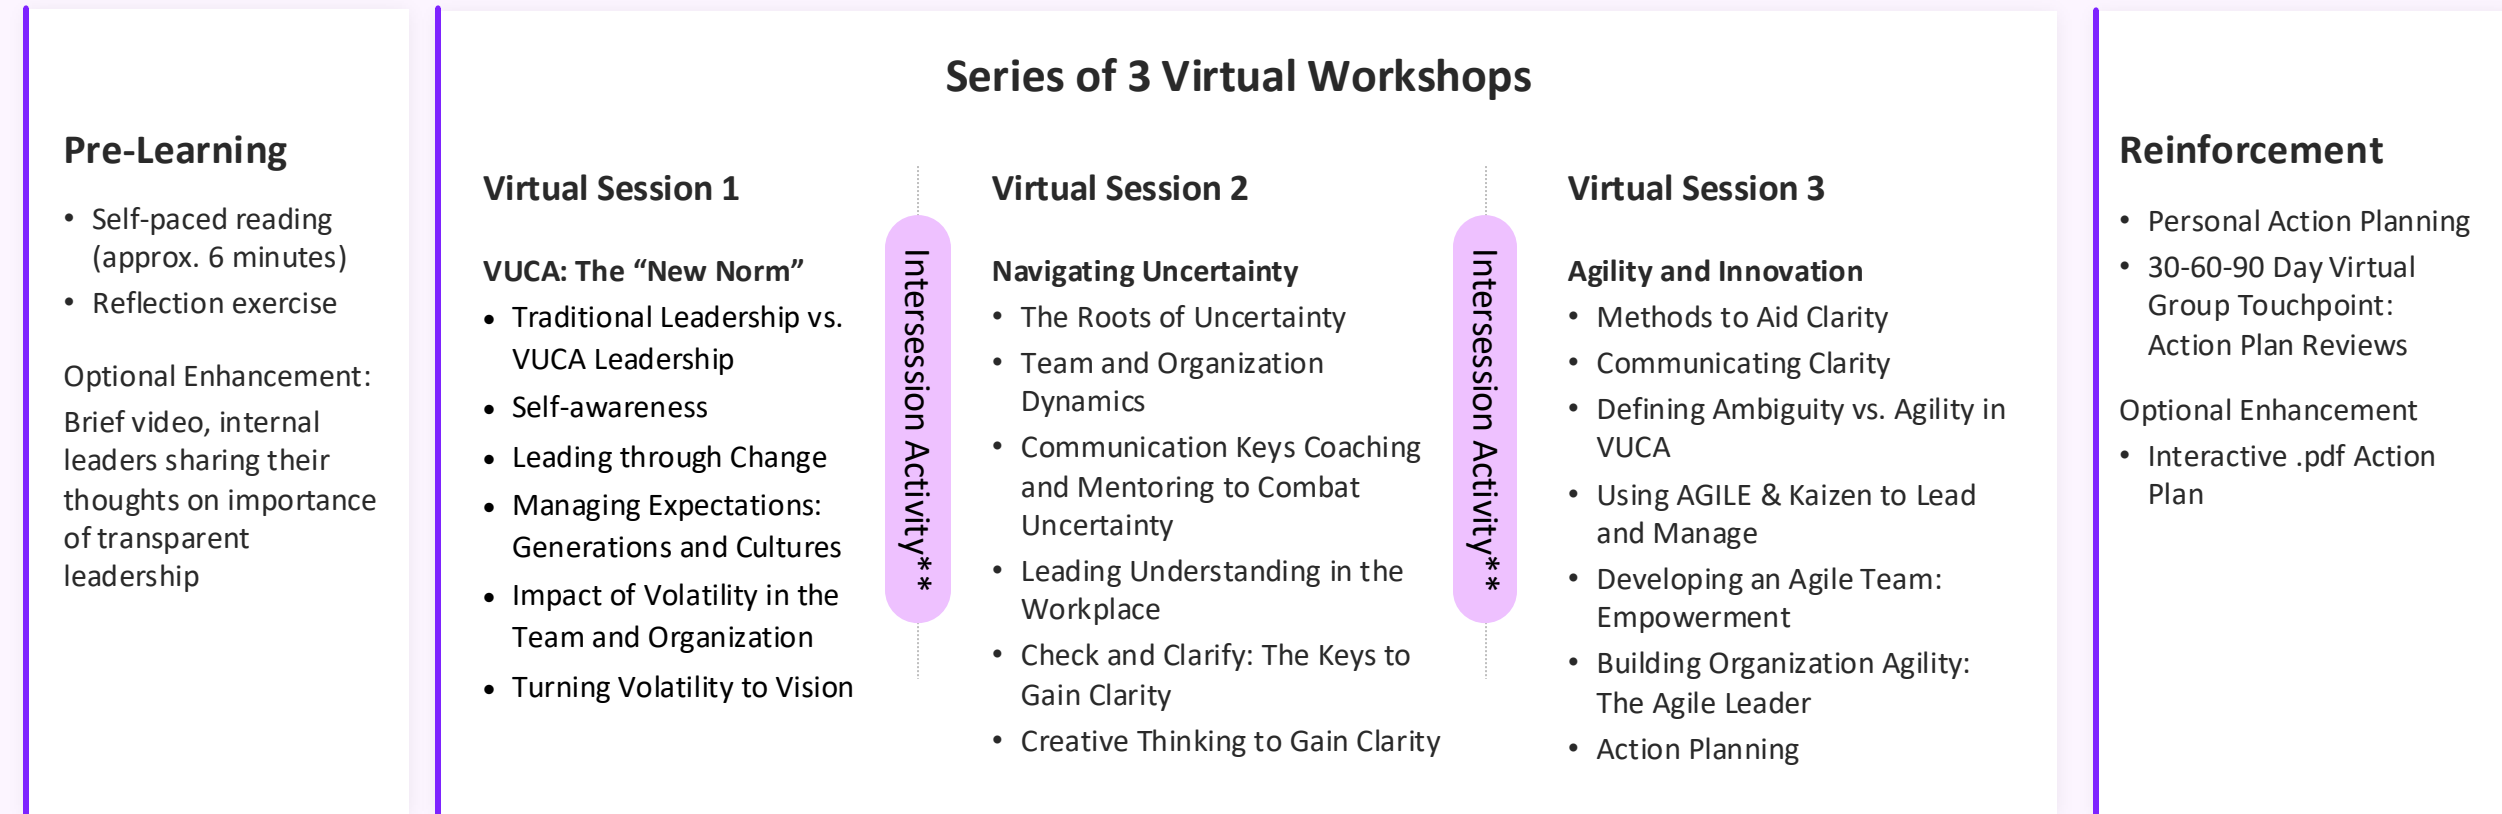 Series of 3 Virtual Workshops
Pre-Learning
• Self-paced reading
(approx. 6 minutes)
• Reflection exercise
Optional Enhancement:
Brief video, internal
leaders sharing their
thoughts on importance
of transparent
leadership
Virtual Session 1
VUCA: The “New Norm”
• Traditional Leadership vs.
VUCA Leadership
• Self-awareness
• Leading through Change
• Managing Expectations:
Generations and Cultures
• Impact of Volatility in the
Team and Organization
• Turning Volatility to Vision
Intersession Activity**
Virtual Session 2
Navigating Uncertainty
• The Roots of Uncertainty
• Team and Organization
Dynamics
• Communication Keys Coaching
and Mentoring to Combat
Uncertainty
• Leading Understanding in the
Workplace
• Check and Clarify: The Keys to
Gain Clarity
• Creative Thinking to Gain Clarity
Intersession Activity**
Virtual Session 3
Agility and Innovation
• Methods to Aid Clarity
• Communicating Clarity
• Defining Ambiguity vs. Agility in
VUCA
• Using AGILE & Kaizen to Lead
and Manage
• Developing an Agile Team:
Empowerment
• Building Organization Agility:
The Agile Leader
• Action Planning
Reinforcement
• Personal Action Planning
• 30-60-90 Day Virtual
Group Touchpoint:
Action Plan Reviews
Optional Enhancement
• Interactive .pdf Action
Plan